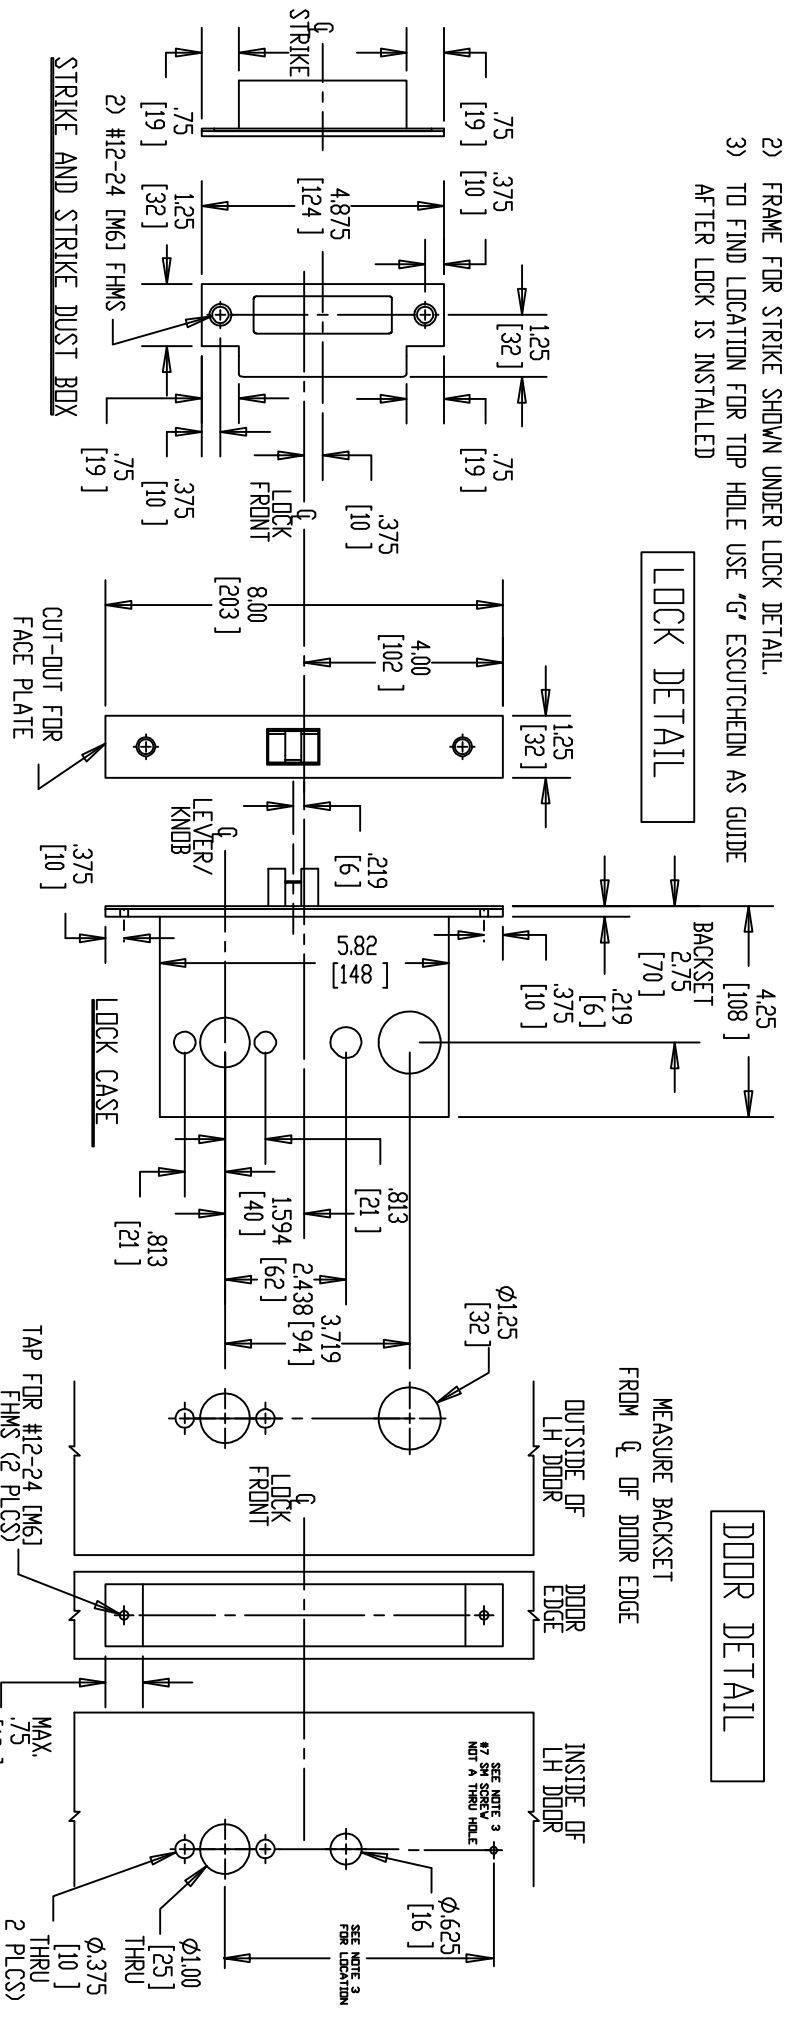 2) FRAME FOR STRIKE SHOWN UNDER LOCK DETAIL.
3) TO FIND LOCATION FOR TOP HOLE USE "G" ESCUTCHEON AS GUIDE
AFTER LOCK IS INSTALLED
LOCK DETAIL
DOOR DETAIL
℄
STRIKE
.75
[19 ]
.75
[19 ]
2) #12-24 [M6] FHMS
STRIKE AND STRIKE DUST BOX
.375
[10 ]
4.875
[124 ]
1.25
[32 ]
1.25
[32 ]
.75
[19 ]
.75
[19 ]
.375
[10 ]
.375
[10 ]
℄
LOCK
FRONT
8.00
[203 ]
4.00
[102 ]
1.25
[32 ]
CUT-OUT FOR
FACE PLATE
.219
[6 ]
℄
LEVER/
KNOB
.375
[10 ]
4.25
[108 ]
BACKSET
2.75
[70 ]
.219
[6 ]
.375
[10 ]
5.82
[148 ]
LOCK CASE
.813
[21 ]
1.594
[40 ]
.813
[21 ]
2.438
[62 ]
3.719
[94 ]
MEASURE BACKSET
FROM ℄ OF DOOR EDGE
Ø1.25
[32 ]
OUTSIDE OF
LH DOOR
℄
LOCK
FRONT
TAP FOR #12-24 [M6]
FHMS (2 PLCS)
DOOR
EDGE
MAX.
.75
INSIDE OF
LH DOOR
SEE NOTE 3
#7 SM SCREW
NOT A THRU HOLE
Ø.625
[16 ]
SEE NOTE 3
FOR LOCATION
Ø1.00
[25 ]
THRU
Ø.375
[10 ]
THRU
2 PLCS)